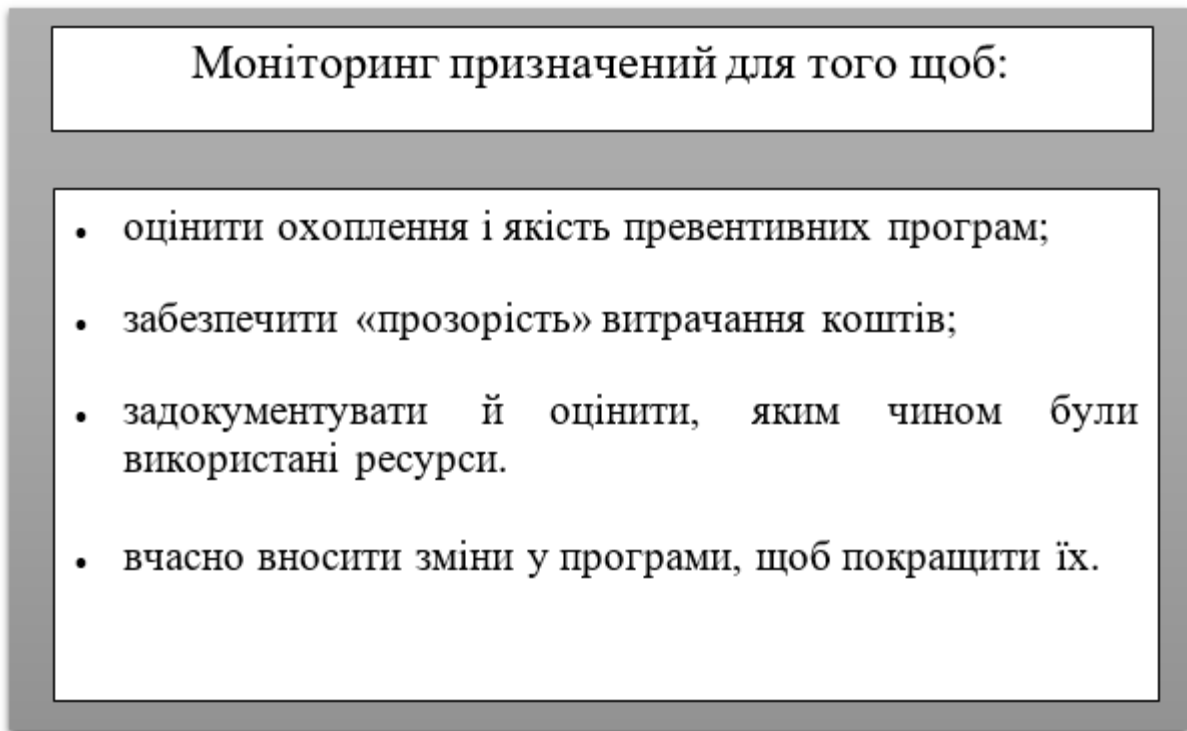 Моніторинг призначений для того щоб:
• оцінити охоплення і якість превентивних програм;
• забезпечити «прозорість» витрачання коштів;
• задокументувати й оцінити, яким чином були
використані ресурси.
• вчасно вносити зміни у програми, щоб покращити їх.